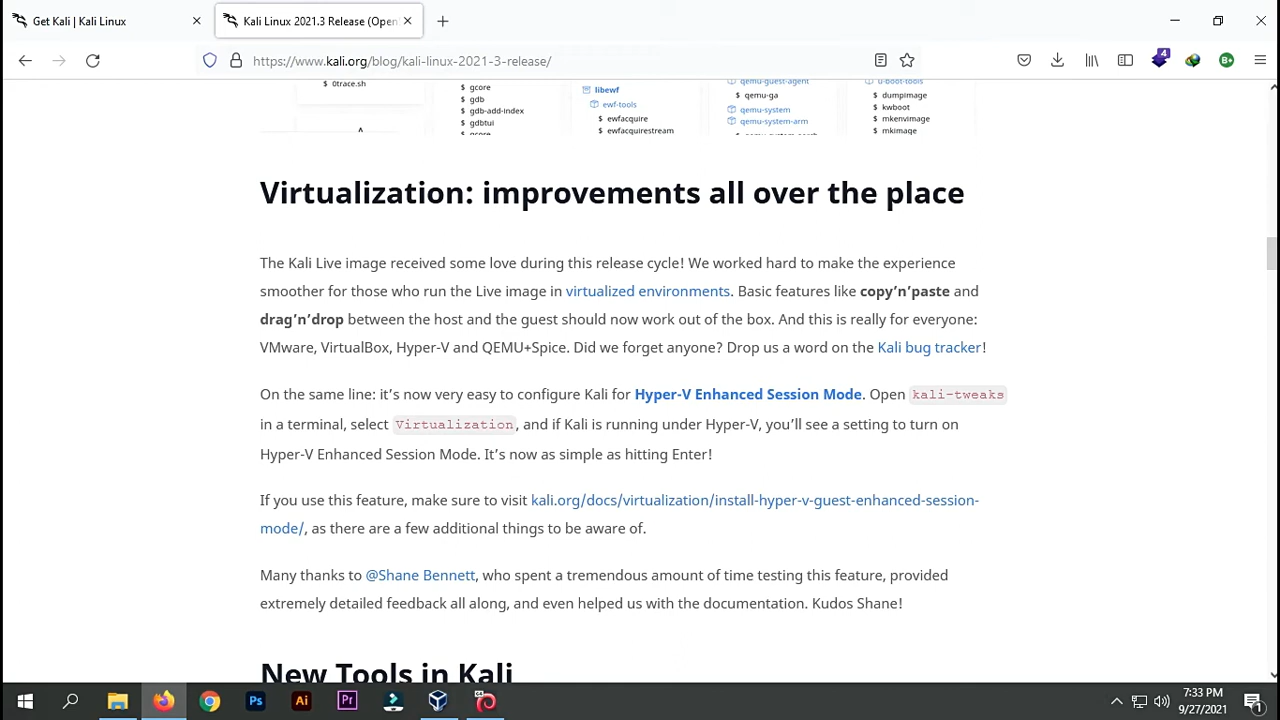 Get Kali | Kali Linux
Kali Linux 2021.3 Release (Open
https://www.kali.org/blog/kali-linux-2021-3-release/
4
B+
$ 0trace.sh
$ gcore
$ gdb
$ gdb-add-index
$ gdbtui
$ gcore
libewf
ewf-tools
$ ewfacquire
$ ewfacquirestream
qemu-guest-agent
$ qemu-ga
qemu-system
qemu-system-arm
u-boot-tools
$ dumpimage
$ kwboot
$ mkenvimage
$ mkimage
Virtualization: improvements all over the place
The Kali Live image received some love during this release cycle! We worked hard to make the experience
smoother for those who run the Live image in virtualized environments. Basic features like copy’n’paste and
drag’n’drop between the host and the guest should now work out of the box. And this is really for everyone:
VMware, VirtualBox, Hyper-V and QEMU+Spice. Did we forget anyone? Drop us a word on the Kali bug tracker!
On the same line: it’s now very easy to configure Kali for Hyper-V Enhanced Session Mode. Open kali-tweaks
in a terminal, select Virtualization, and if Kali is running under Hyper-V, you’ll see a setting to turn on
Hyper-V Enhanced Session Mode. It’s now as simple as hitting Enter!
If you use this feature, make sure to visit kali.org/docs/virtualization/install-hyper-v-guest-enhanced-session-
mode/, as there are a few additional things to be aware of.
Many thanks to @Shane Bennett, who spent a tremendous amount of time testing this feature, provided
extremely detailed feedback all along, and even helped us with the documentation. Kudos Shane!
New Tools in Kali
Ps
Ai
Pr
7:33 PM
9/27/2021
1